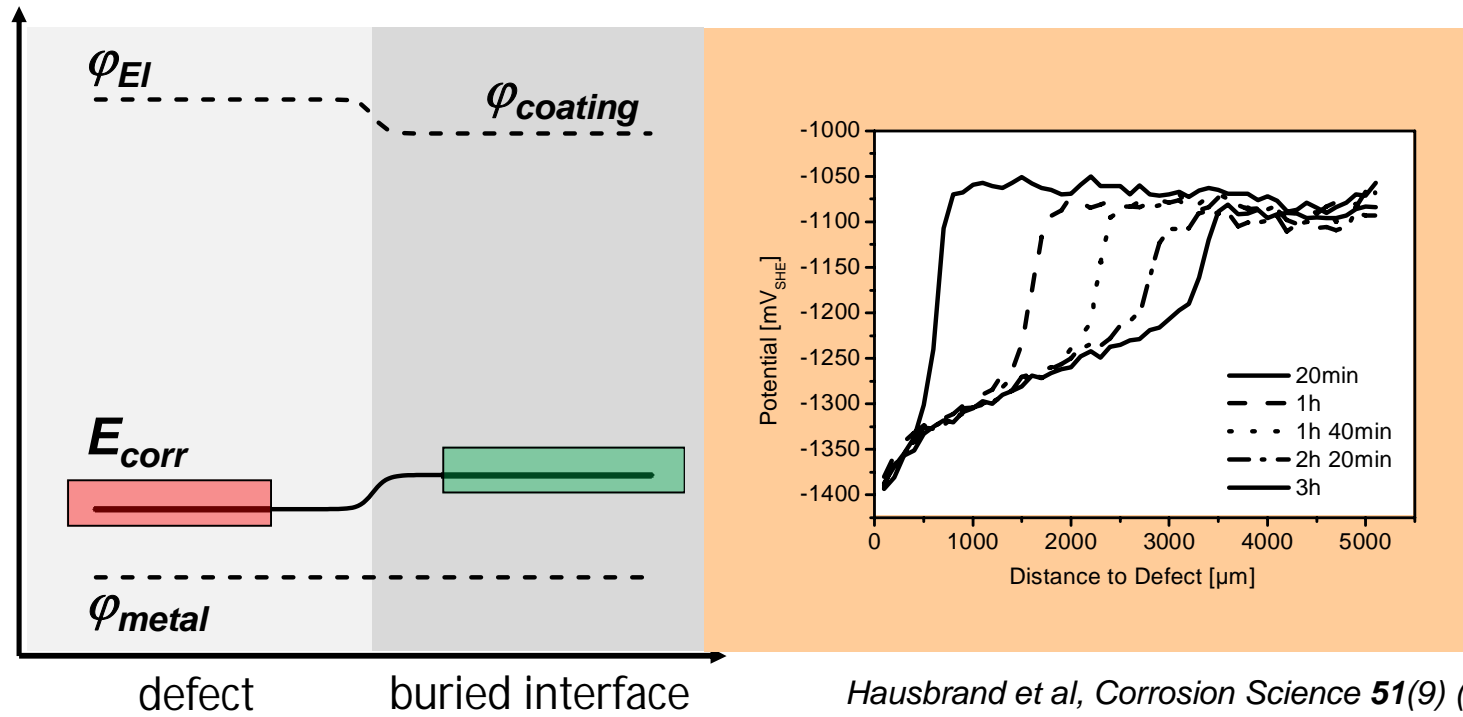 φEl
φcoating
Ecorr
φmetal
defect
buried interface
-1000
-1050
-1100
-1150
-1200
-1250
-1300
-1350
-1400
Potential [mVSHE]
0 1000 2000 3000 4000 5000
Distance to Defect [µm]
20min
1h
1h 40min
2h 20min
3h
Hausbrand et al, Corrosion Science 51(9) (